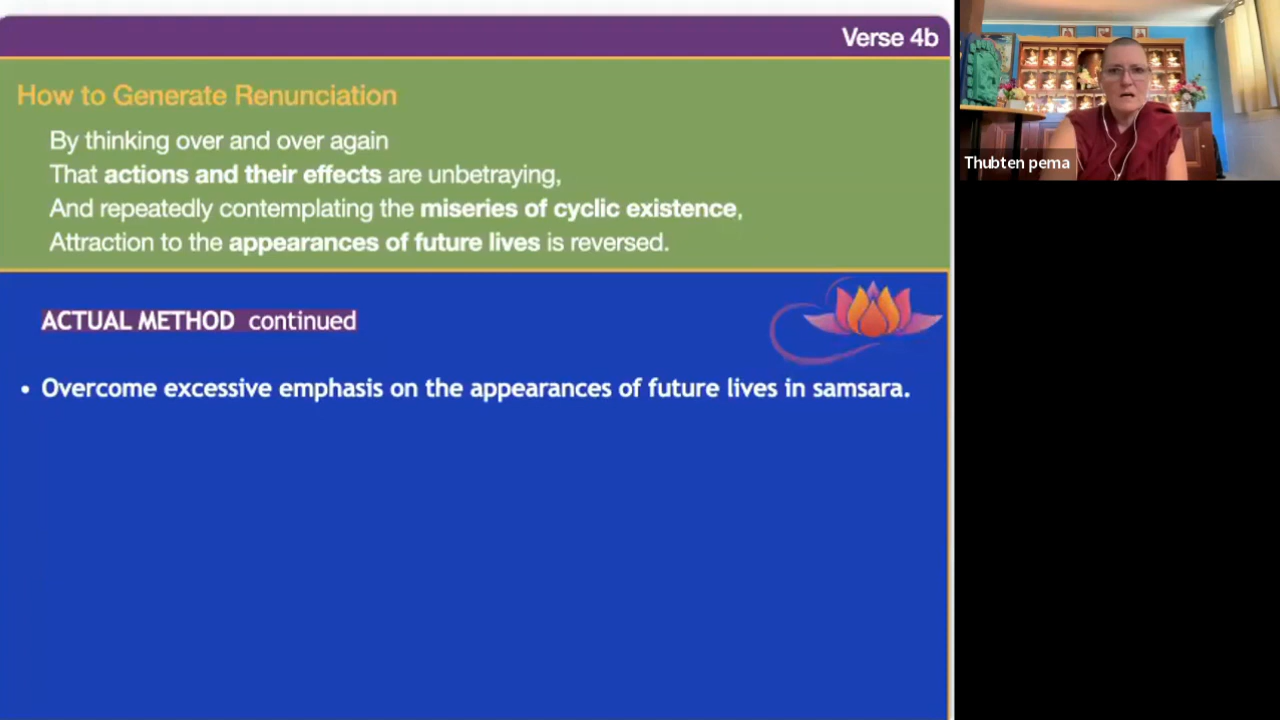 Verse 4b
How to Generate Renunciation
By thinking over and over again
That actions and their effects are unbetraying,
And repeatedly contemplating the miseries of cyclic existence,
Attraction to the appearances of future lives is reversed.
ACTUAL METHOD continued
• Overcome excessive emphasis on the appearances of future lives in samsara.
Thubten pema